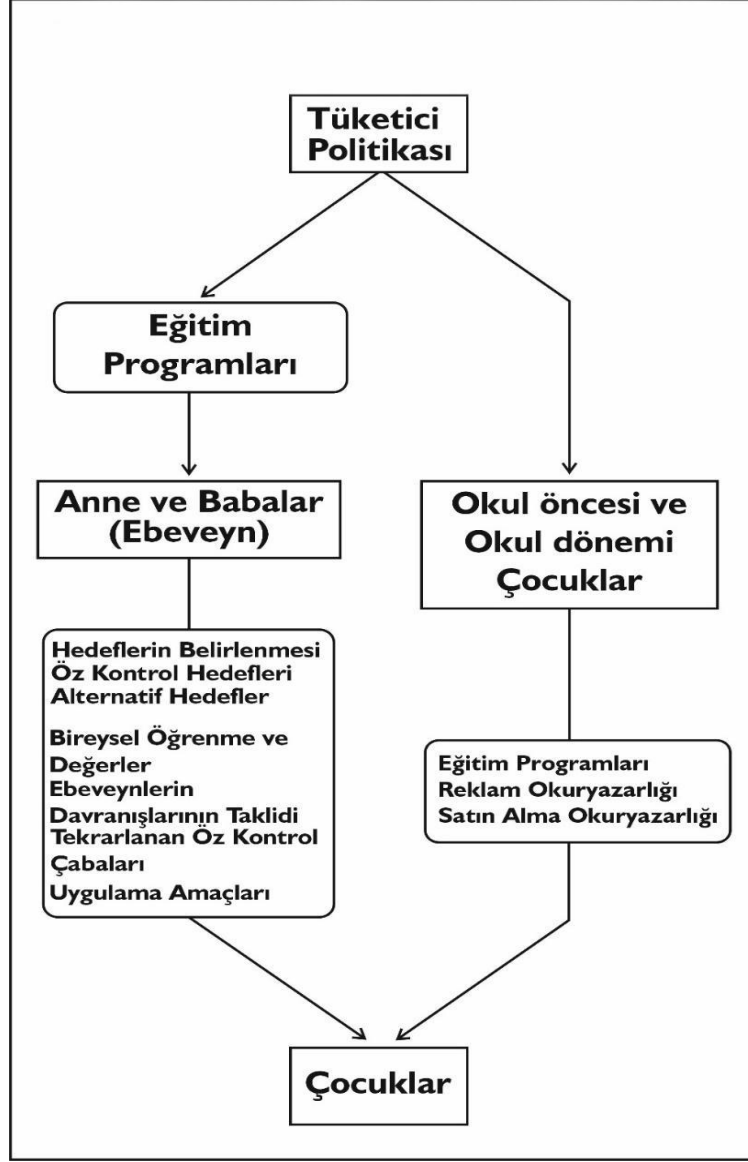 Tüketici
Politikası
Eğitim
Programları
Anne ve Babalar
(Ebeveyn)
Okul öncesi ve
Okul dönemi
Çocuklar
Hedeflerin Belirlenmesi
Öz Kontrol Hedefleri
Alternatif Hedefler
Bireysel Öğrenme ve
Değerler
Ebeveynlerin
Davranışlarının Taklidi
Tekrarlanan Öz Kontrol
Çabaları
Uygulama Amaçları
Eğitim Programları
Reklam Okuryazarlığı
Satın Alma Okuryazarlığı
Çocuklar